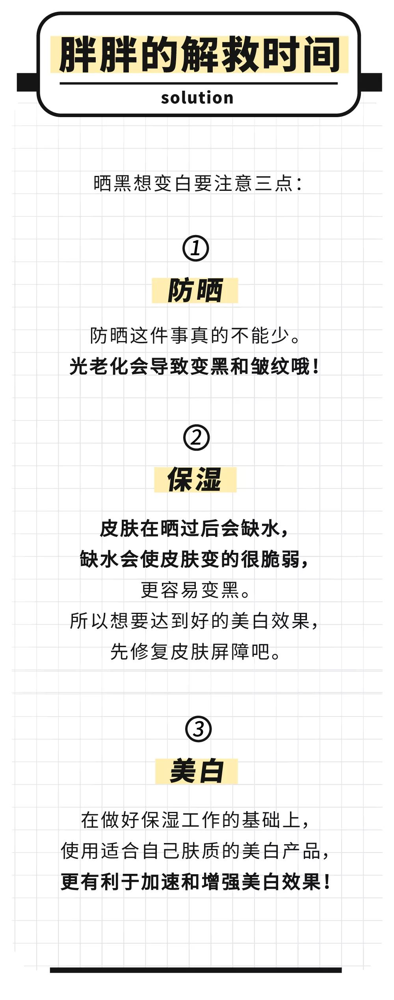 胖胖的解救时间
solution
晒黑想变白要注意三点：
①
防晒
防晒这件事真的不能少。
光老化会导致变黑和皱纹哦！
②
保湿
皮肤在晒过后会缺水，
缺水会使皮肤变的很脆弱，
更容易变黑。
所以想要达到好的美白效果，
先修复皮肤屏障吧。
③
美白
在做好保湿工作的基础上，
使用适合自己肤质的美白产品，
更有利于加速和增强美白效果！